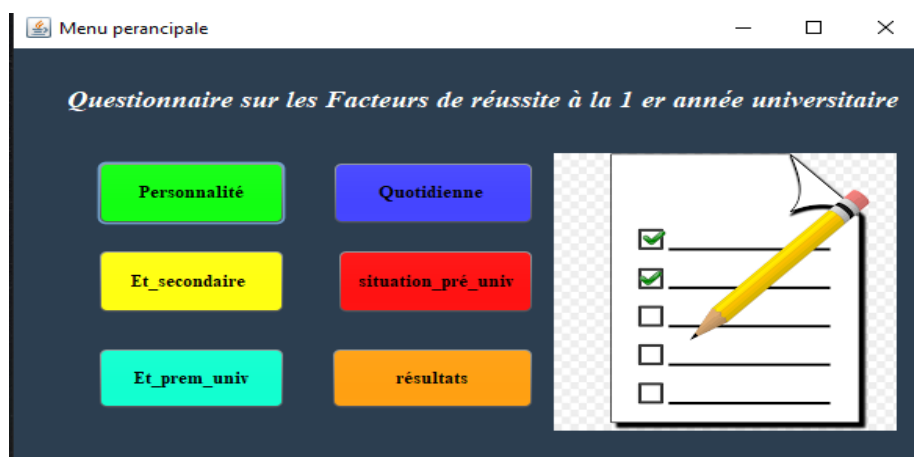 Menu perancipale
Questionnaire sur les Facteurs de réussite à la 1 er année universitaire
Personnalité
Quotidienne
Et_secondaire
situation_pré_univ
Et_prem_univ
résultats